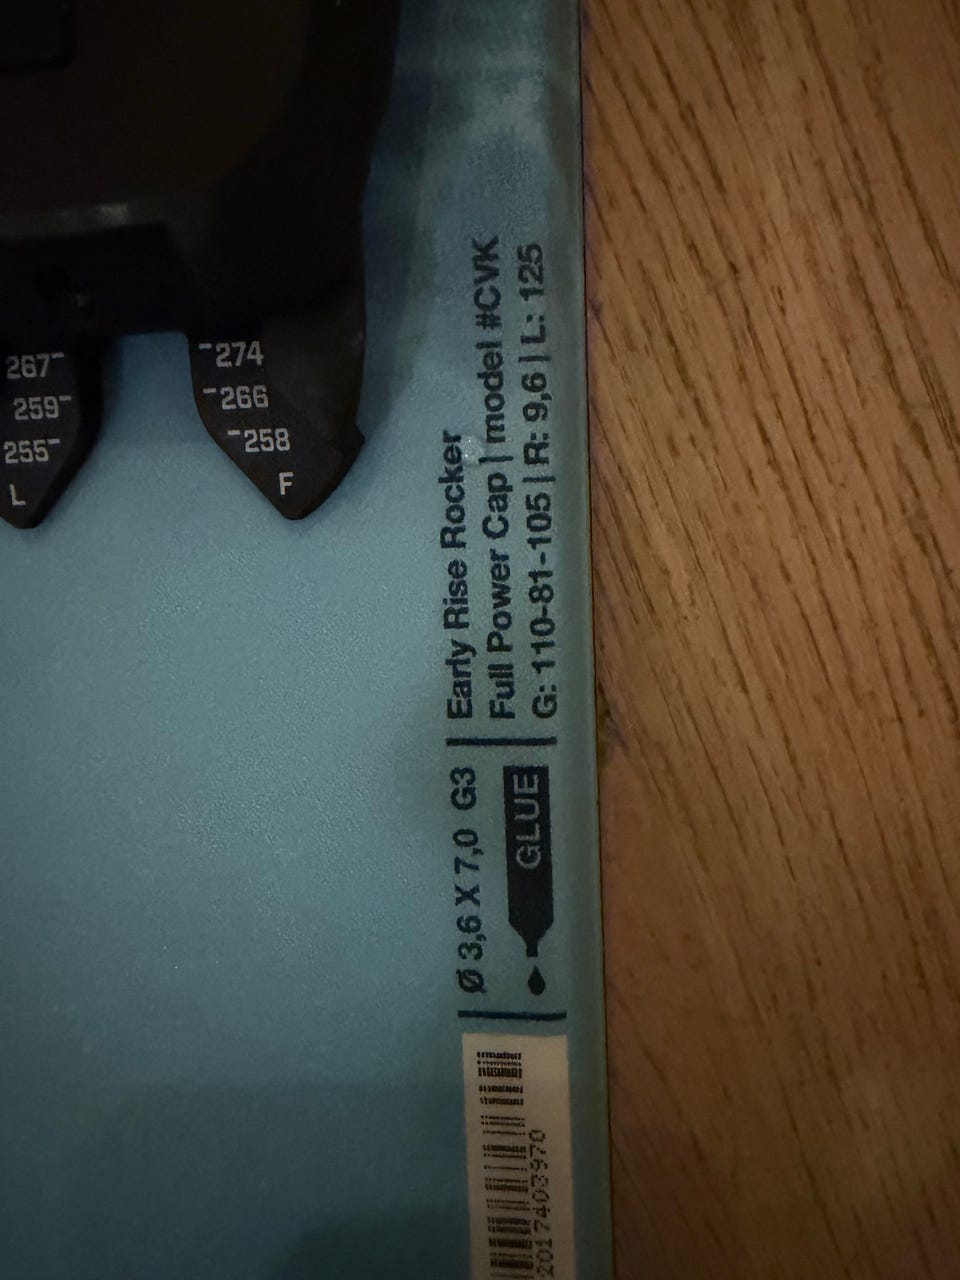 267
259
255
L
274
266
258
F
Early Rise Rocker
Full Power Cap | model #CVK
G: 110-81-105 | R: 9,6 | L: 125
Ø 3,6 X 7,0 G3
GLUE